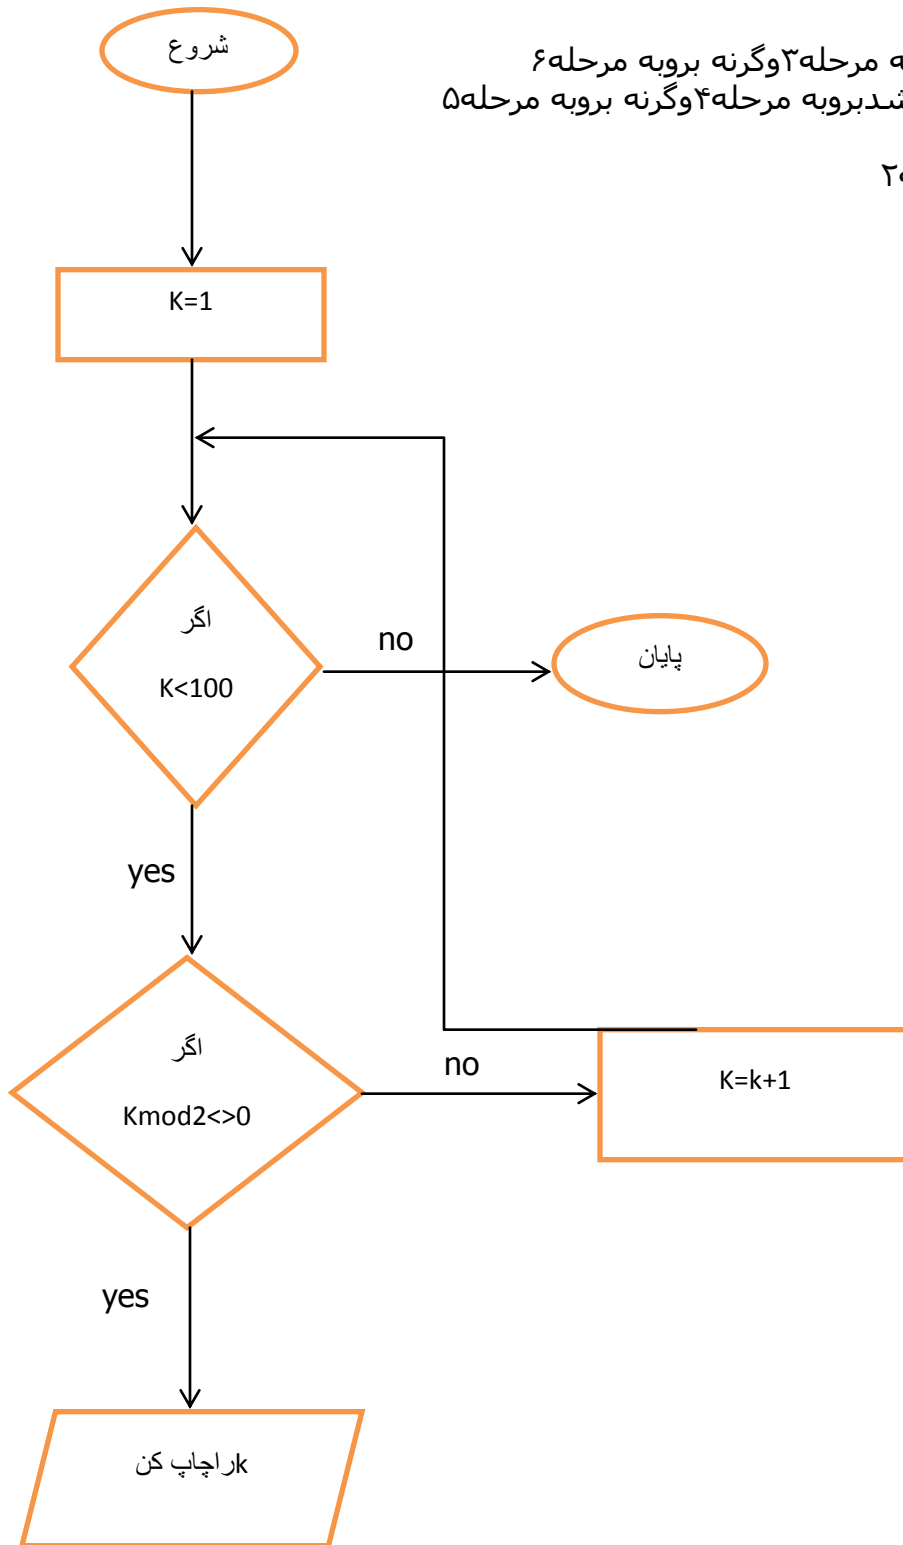 مرحله۳وگرنه بروبه مرحله۶
بروبه مرحله۴وگرنه بروبه مرحله۵
شروع
K=1
اگر
K<100
no
پایان
yes
اگر
Kmod2<>0
no
K=k+1
yes
kراچاپ کن